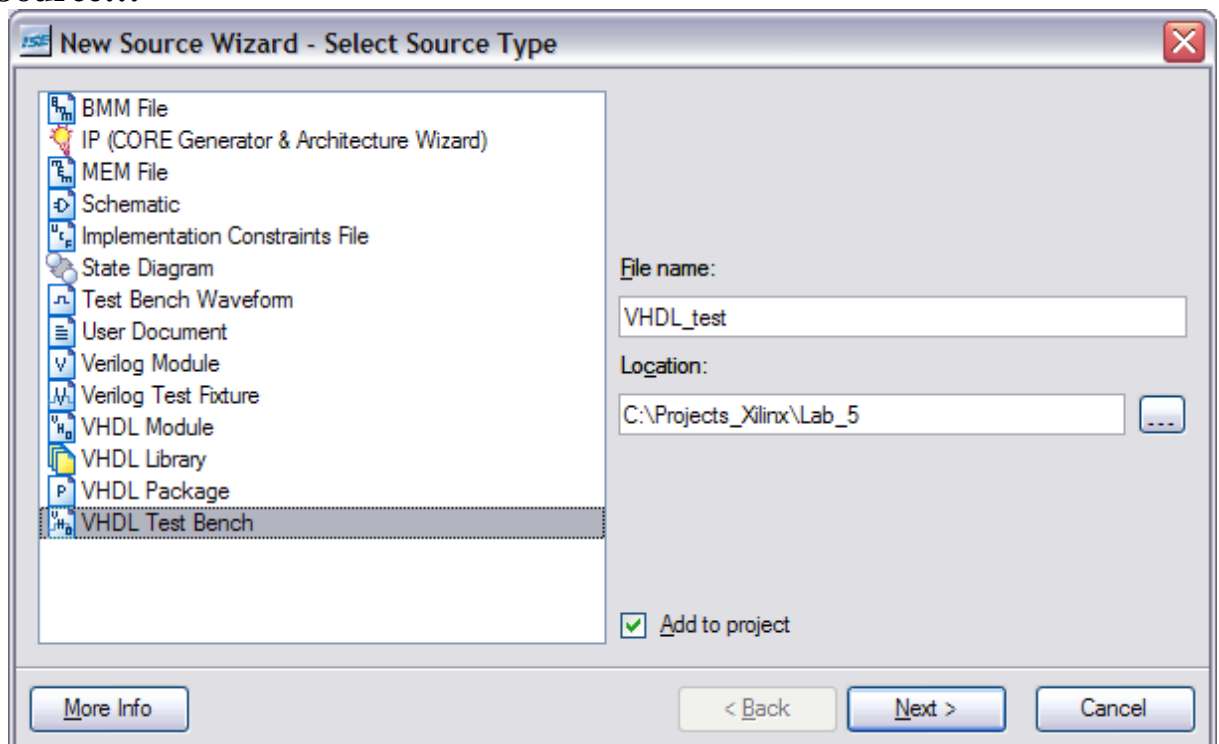 New Source Wizard - Select Source Type
BMM File
IP (CORE Generator & Architecture Wizard)
MEM File
Schematic
Implementation Constraints File
State Diagram
Test Bench Waveform
User Document
Verilog Module
Verilog Test Fixture
VHDL Module
VHDL Library
VHDL Package
VHDL Test Bench
File name:
VHDL_test
Location:
C:\Projects_Xilinx\Lab_5
...
Add to project
More Info
< Back
Next >
Cancel